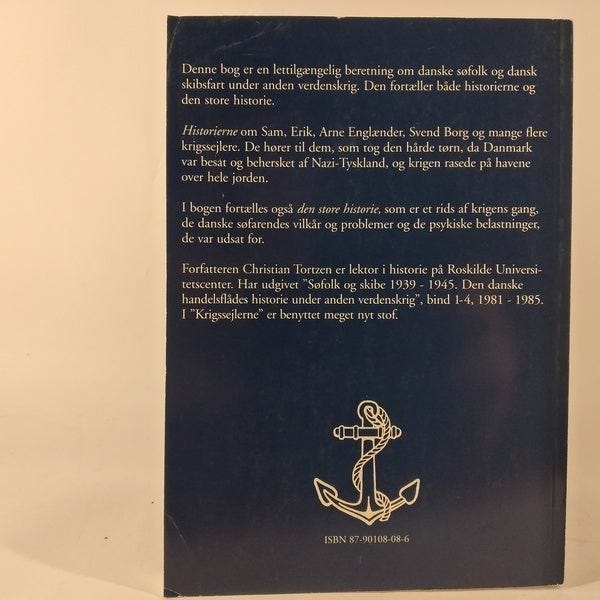 Denne bog er en lettilgængelig beretning om danske søfolk og dansk
skibsfart under anden verdenskrig. Den fortæller både historierne og
den store historie.
Historierne om Sam, Erik, Arne Englænder, Svend Borg og mange flere
krigssejlere. De hører til dem, som tog den hårde tørn, da Danmark
var besat og behersket af Nazi-Tyskland, og krigen rasede på havene
over hele jorden.
I bogen fortælles også den store historie, som er et rids af krigens gang,
de danske søfarendes vilkår og problemer og de psykiske belastninger,
de var udsat for.
Forfatteren Christian Tortzen er lektor i historie på Roskilde Universi-
tetscenter. Har udgivet "Søfolk og skibe 1939 - 1945. Den danske
handelsflådes historie under anden verdenskrig", bind 1-4, 1981 - 1985.
I "Krigssejlerne" er benyttet meget nyt stof.
ISBN 87-90108-08-6